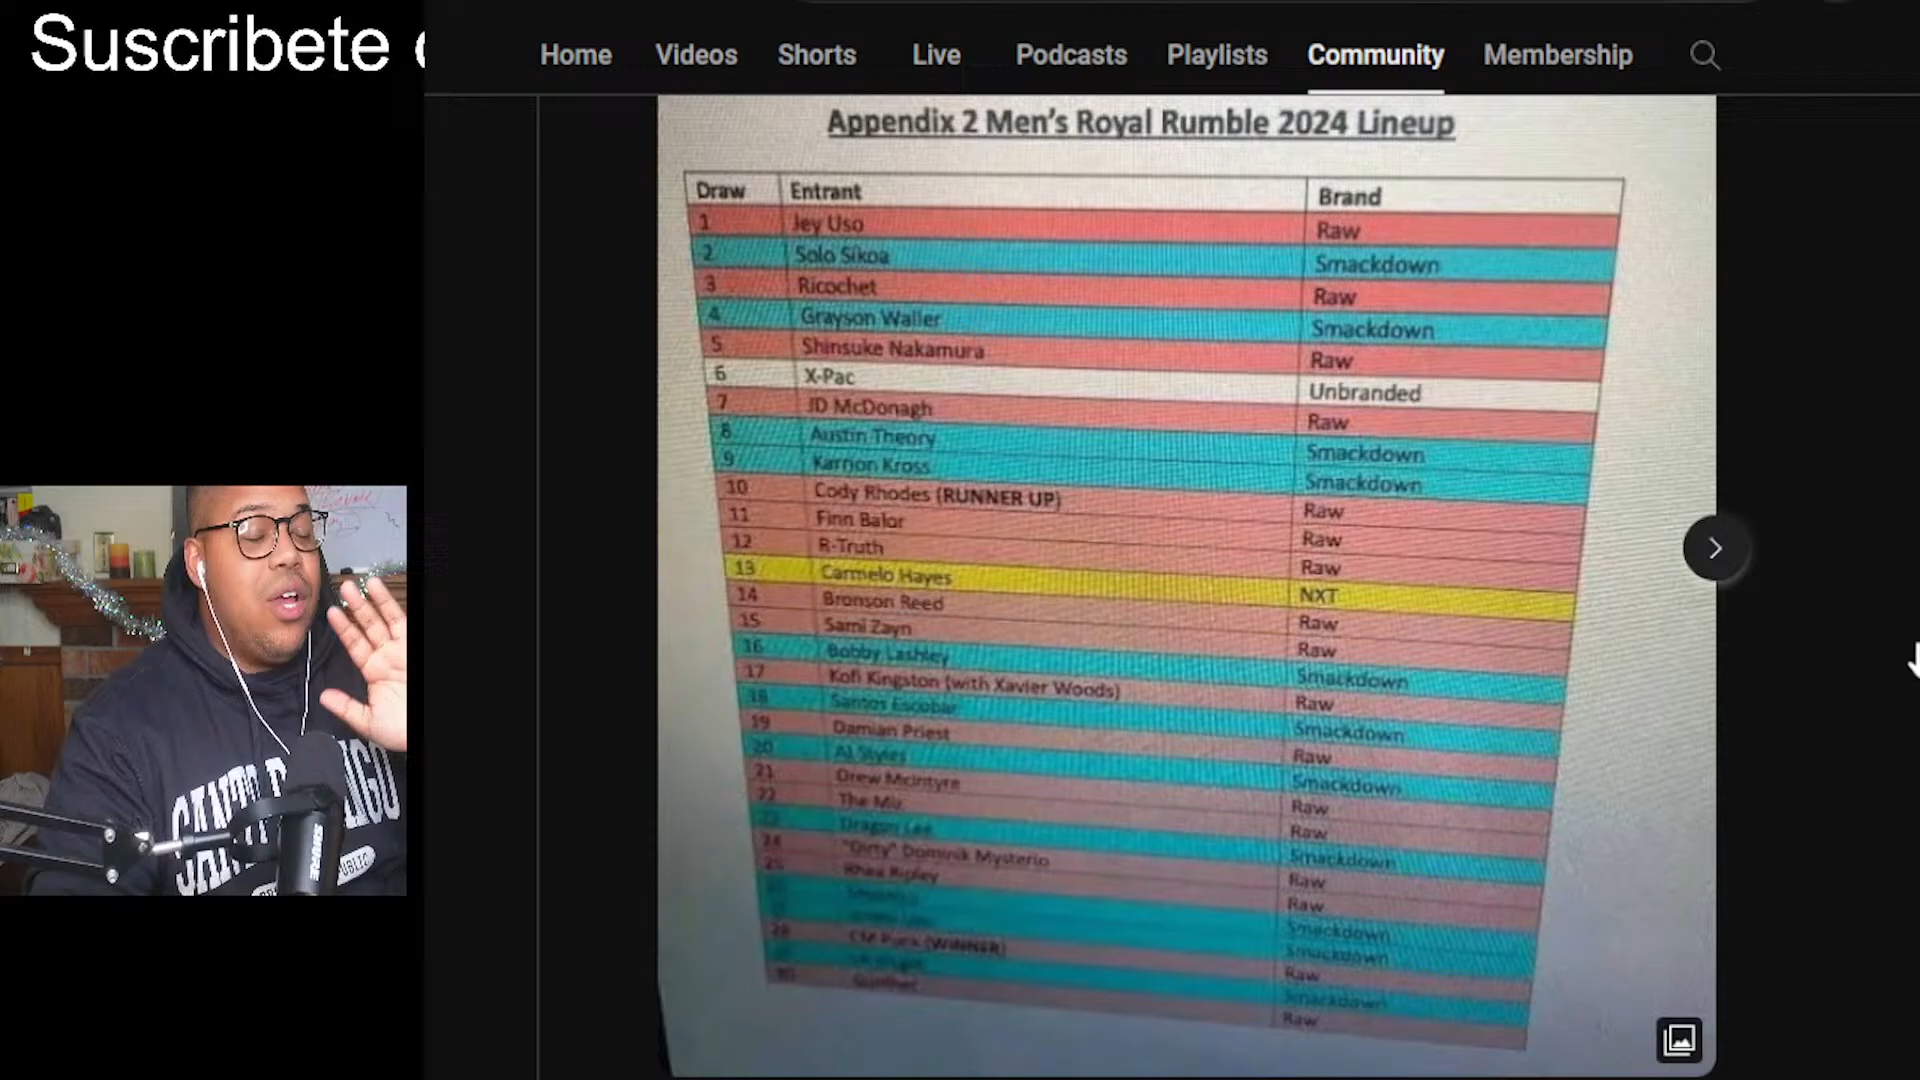 Suscribete
Home Videos Shorts Live Podcasts Playlists Community Membership
Appendix 2 Men's Royal Rumble 2024 Lineup
Draw Entrant Brand
1 Jey Uso Raw
2 Solo Sikoa Smackdown
3 Ricochet Raw
4 Grayson Waller Smackdown
5 Shinsuke Nakamura Raw
6 X-Pac Unbranded
7 JD McDonagh Raw
8 Austin Theory Smackdown
9 Karrion Kross Smackdown
10 Cody Rhodes (RUNNER UP) Raw
11 Finn Balor Raw
12 R-Truth Raw
13 Carmelo Hayes NXT
14 Bronson Reed Raw
15 Sami Zayn Raw
16 Bobby Lashley Smackdown
17 Kofi Kingston (with Xavier Woods) Raw
18 Santos Escobar Smackdown
19 Damian Priest Raw
20 AJ Styles Smackdown
21 Drew McIntyre Raw
22 The Miz Raw
Dragon Lee Smackdown
24 "Dirty" Dominik Mysterio Raw
25 Rhea Ripley Raw
Smackdown
Smackdown
28 CM Punk (WINNER) Raw
Smackdown
30 Gunther Raw
SHURE